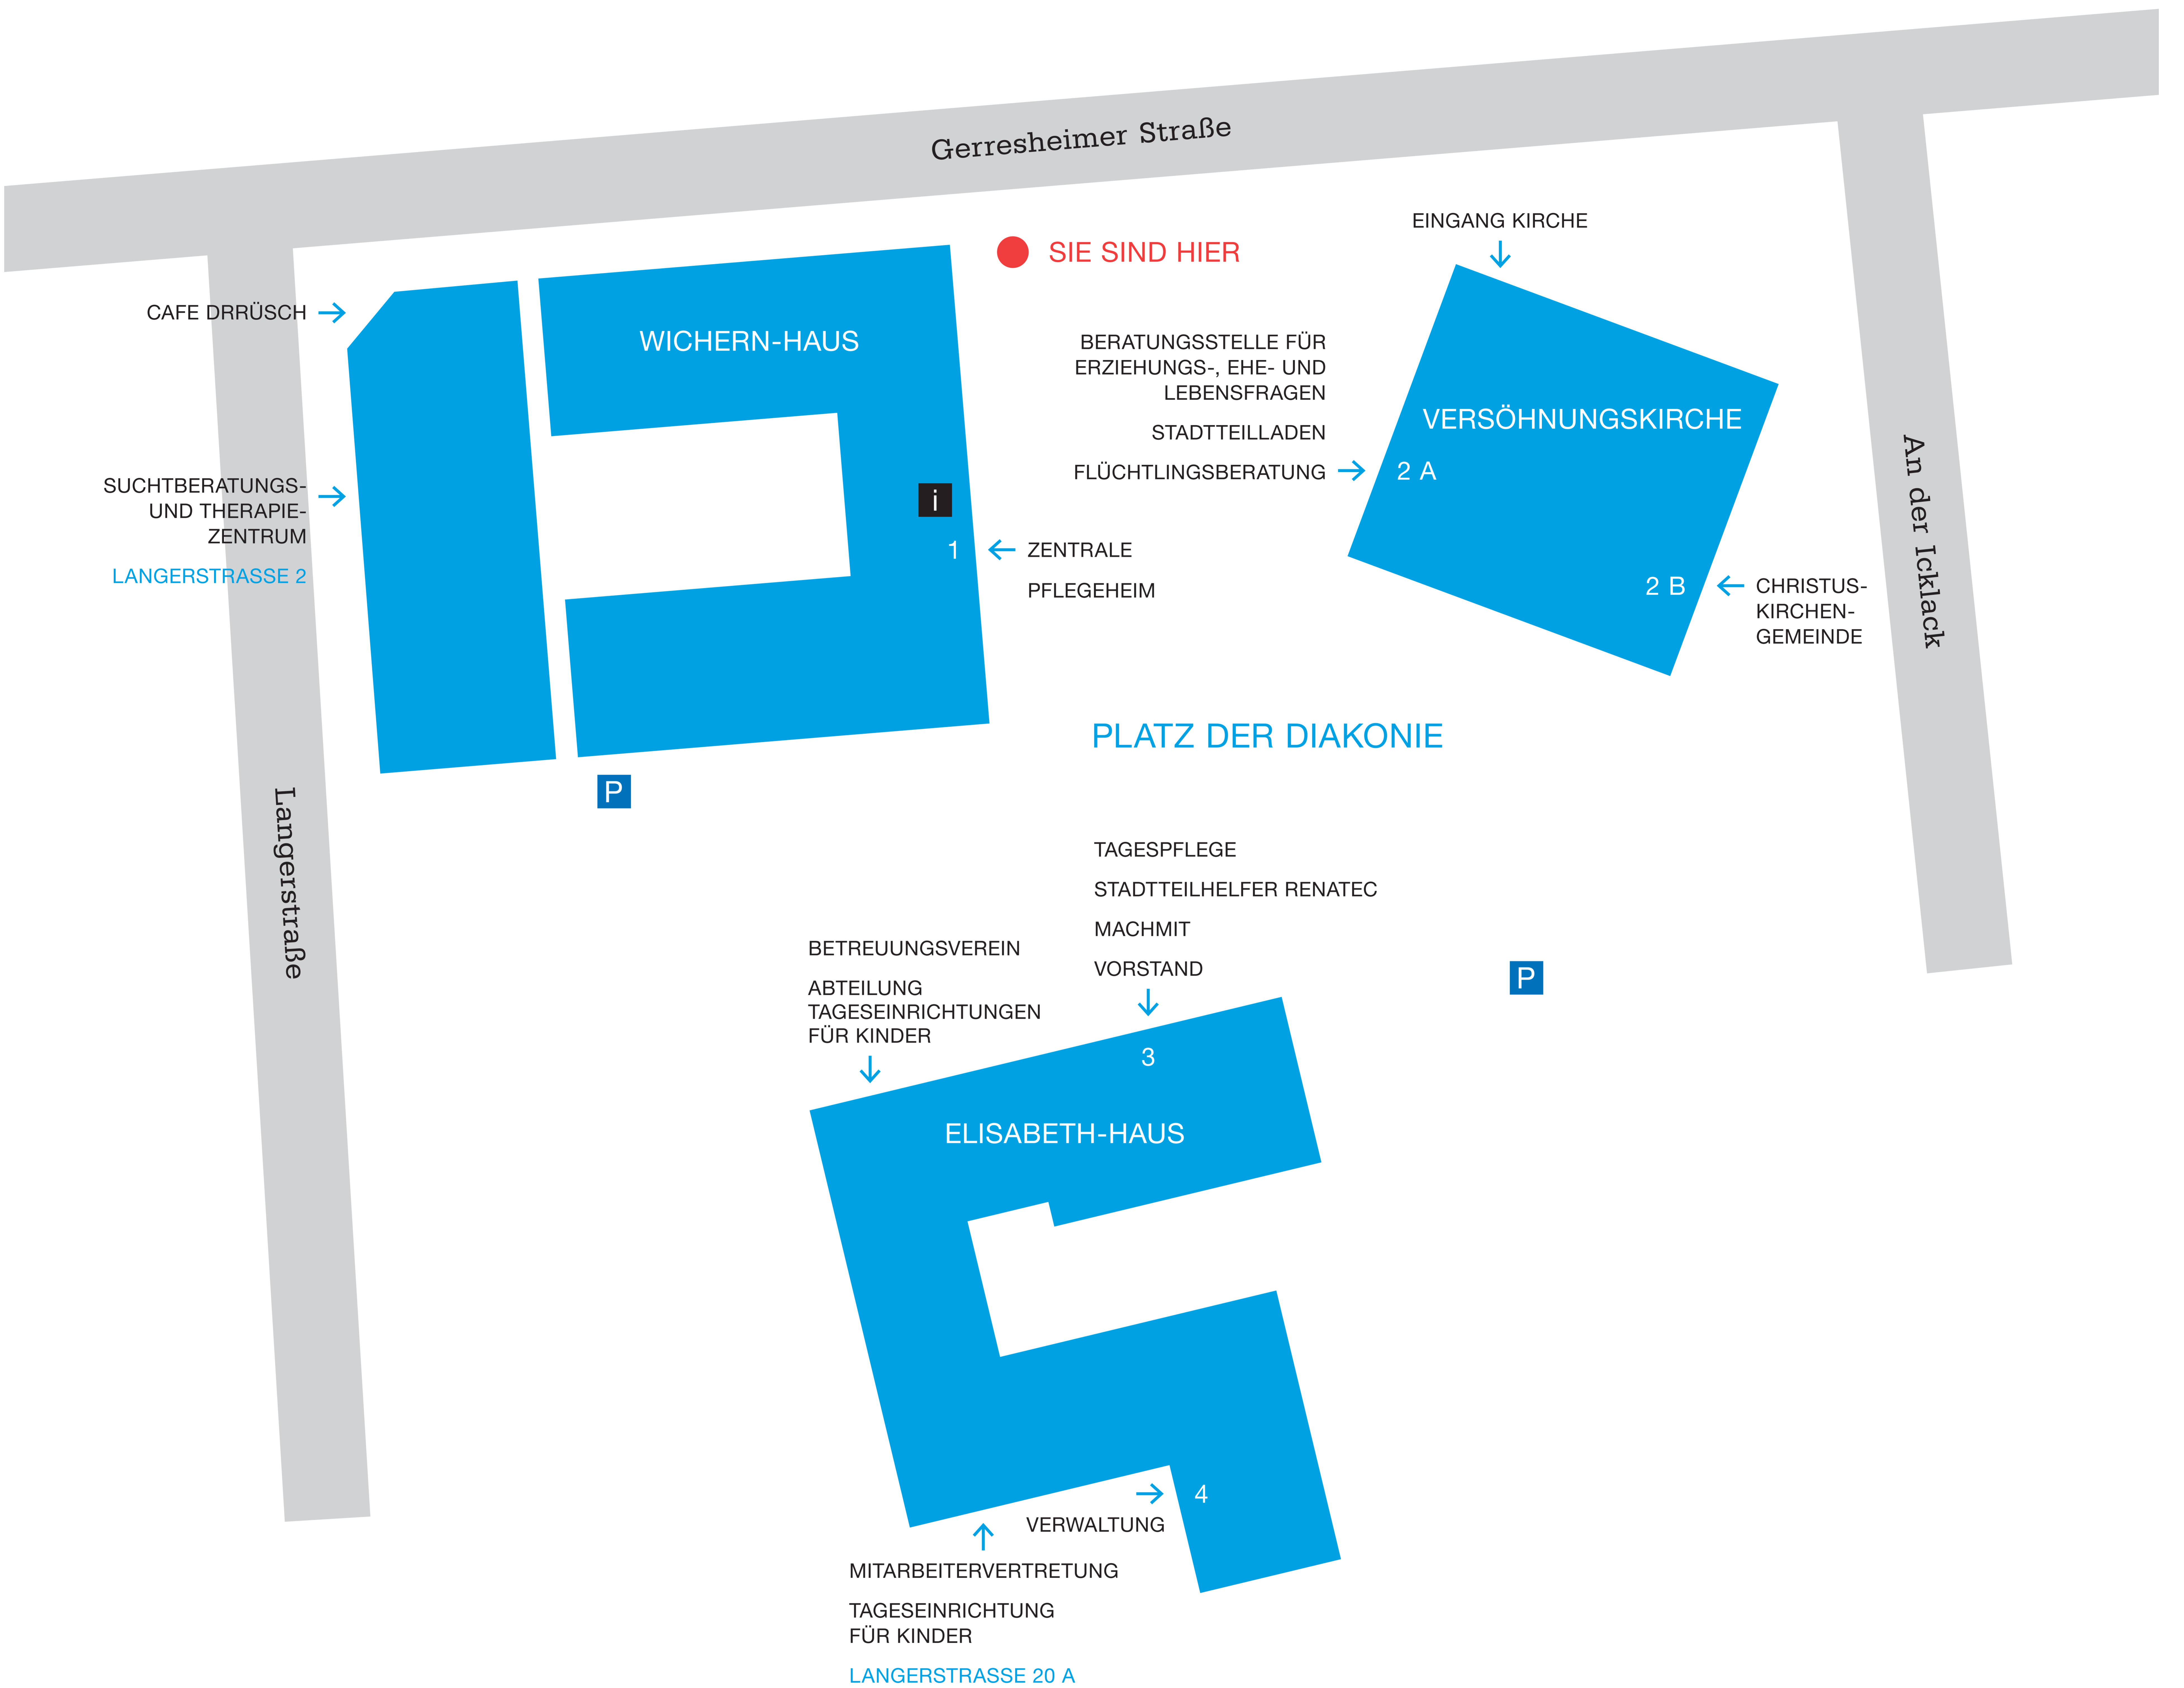 Gerresheimer Straße
EINGANG KIRCHE
SIE SIND HIER
CAFE DRRÜSCH
WICHERN-HAUS
BERATUNGSSTELLE FÜR
ERZIEHUNGS-, EHE- UND
LEBENSFRAGEN
STADTTEILLADEN
FLÜCHTLINGSBERATUNG
VERSÖHNUNGSKIRCHE
2 A
An der Icklack
SUCHTBERATUNGS-
UND THERAPIE-
ZENTRUM
LANGERSTRASSE 2
i
1
ZENTRALE
PFLEGEHEIM
2 B
CHRISTUS-
KIRCHEN-
GEMEINDE
PLATZ DER DIAKONIE
P
Langerstraße
TAGESPFLEGE
STADTTEILHELFER RENATEC
MACHMIT
VORSTAND
BETREUUNGSVEREIN
ABTEILUNG
TAGESEINRICHTUNGEN
FÜR KINDER
P
3
ELISABETH-HAUS
4
VERWALTUNG
MITARBEITERVERTRETUNG
TAGESEINRICHTUNG
FÜR KINDER
LANGERSTRASSE 20 A